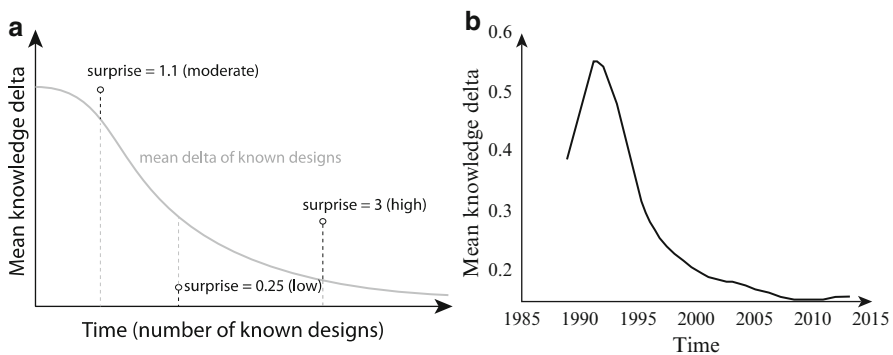 a
Mean knowledge delta
surprise = 1.1 (moderate)
mean delta of known designs
surprise = 3 (high)
surprise = 0.25 (low)
Time (number of known designs)
b
Mean knowledge delta
0.6
0.5
0.4
0.3
0.2
1985 1990 1995 2000 2005 2010 2015
Time